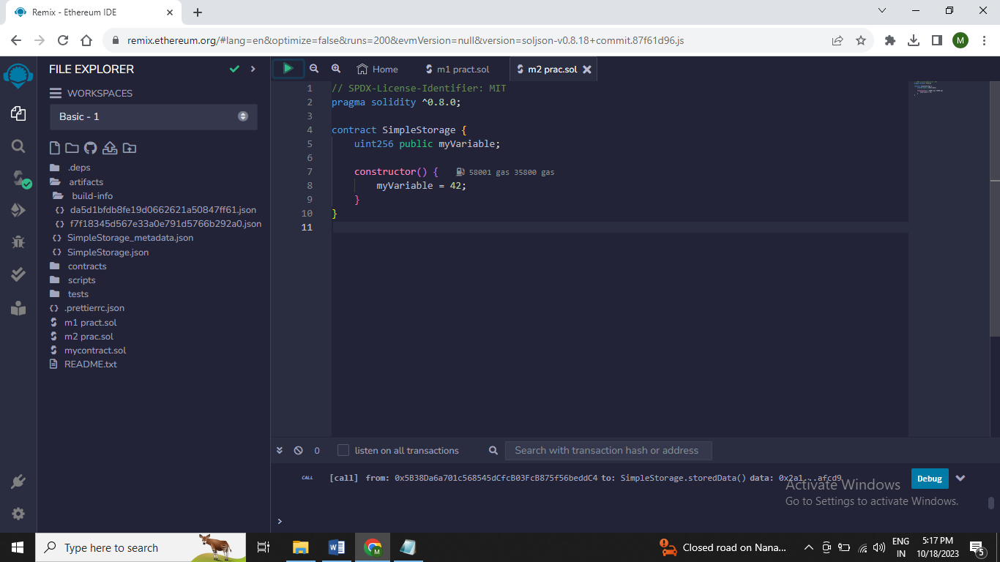 Remix - Ethereum IDE
remix.ethereum.org/#lang=en&optimize=false&runs=200&evmVersion=null&version=soljson-v0.8.18+commit.87f61d96.js
M
FILE EXPLORER
WORKSPACES
Basic - 1
.deps
artifacts
build-info
da5d1bfdb8fe19d0662621a50847ff61.json
f7f18345d567e33a0e791d5766b292a0.json
SimpleStorage_metadata.json
SimpleStorage.json
contracts
scripts
tests
.prettierrc.json
m1 pract.sol
m2 prac.sol
mycontract.sol
README.txt
Home
m1 pract.sol
m2 prac.sol
1 // SPDX-License-Identifier: MIT
2 pragma solidity ^0.8.0;
3
4 contract SimpleStorage {
5 uint256 public myVariable;
6
7 constructor() { 58001 gas 35800 gas
8 myVariable = 42;
9 }
10 }
11
0 listen on all transactions Search with transaction hash or address
CALL [call] from: 0x5B38Da6a701c568545dCfcB03FcB875f56beddC4 to: SimpleStorage.storedData() data: 0x2a1...afcd9 Debug
>
Activate Windows
Go to Settings to activate Windows.
Type here to search
Closed road on Nana...
ENG
IN
5:17 PM
10/18/2023
5